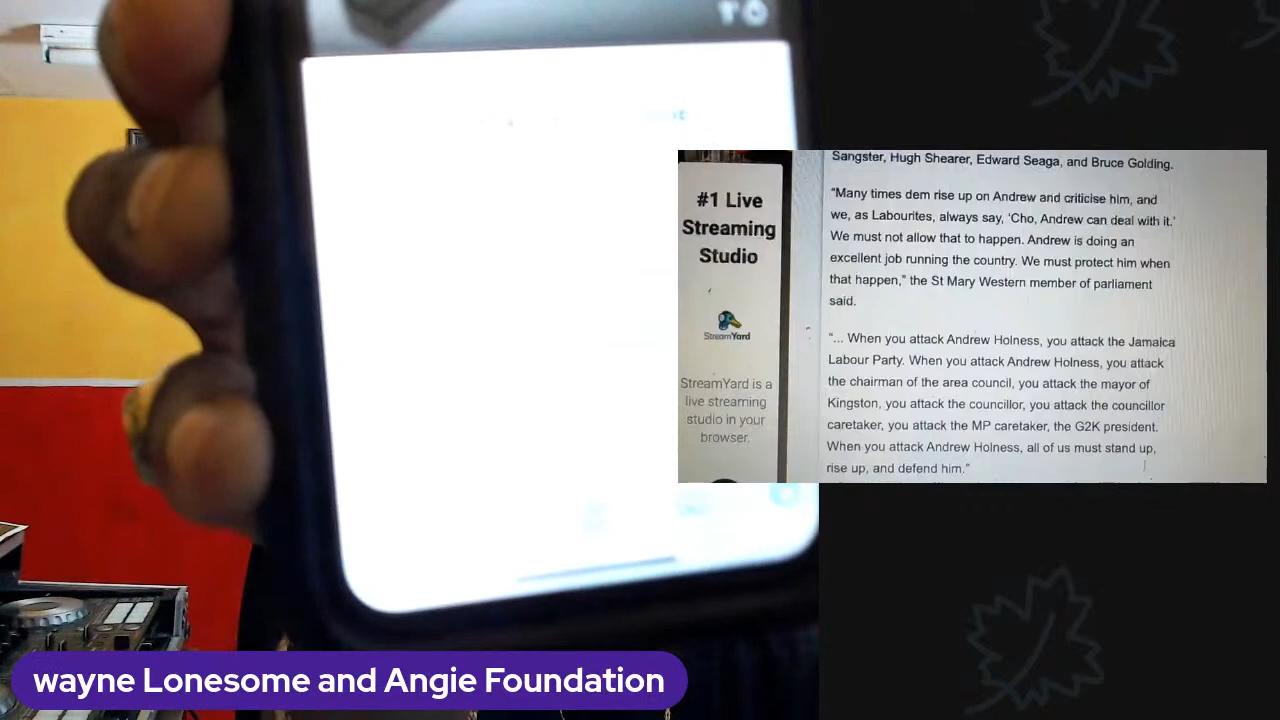 Sangster, Hugh Shearer, Edward Seaga, and Bruce Golding.
“Many times dem rise up on Andrew and criticise him, and
we, as Labourites, always say, ‘Cho, Andrew can deal with it.’
We must not allow that to happen. Andrew is doing an
excellent job running the country. We must protect him when
that happen,” the St Mary Western member of parliament
said.
“... When you attack Andrew Holness, you attack the Jamaica
Labour Party. When you attack Andrew Holness, you attack
the chairman of the area council, you attack the mayor of
Kingston, you attack the councillor, you attack the councillor
caretaker, you attack the MP caretaker, the G2K president.
When you attack Andrew Holness, all of us must stand up,
rise up, and defend him.”
#1 Live
Streaming
Studio
StreamYard
StreamYard is a
live streaming
studio in your
browser.
wayne Lonesome and Angie Foundation